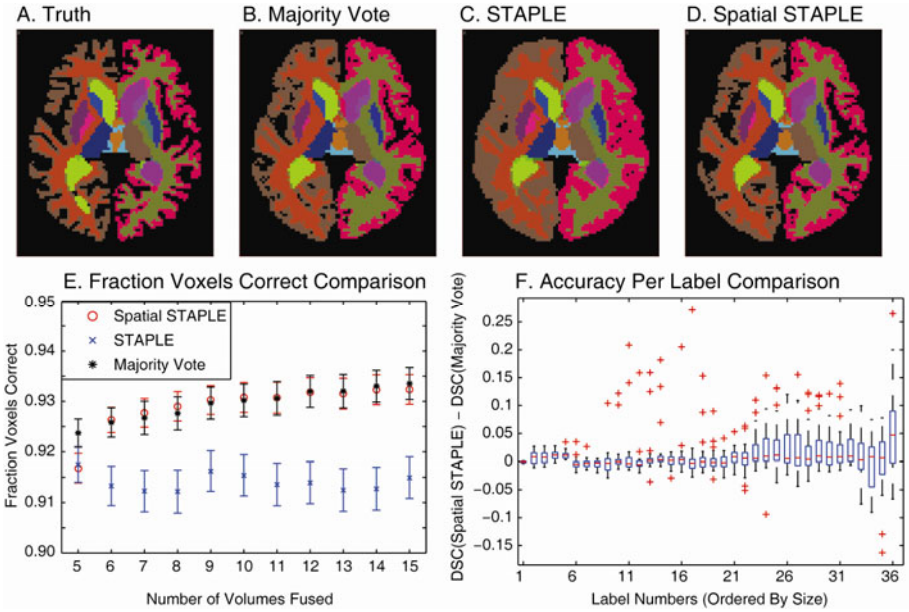 A. Truth
B. Majority Vote
C. STAPLE
D. Spatial STAPLE
E. Fraction Voxels Correct Comparison
0.95
0.94
0.93
0.92
0.91
0.90
Fraction Voxels Correct
Spatial STAPLE
STAPLE
Majority Vote
5 6 7 8 9 10 11 12 13 14 15
Number of Volumes Fused
F. Accuracy Per Label Comparison
DSC(Spatial STAPLE) − DSC(Majority Vote)
0.25
0.2
0.15
0.1
0.05
0
−0.05
−0.1
−0.15
1 6 11 16 21 26 31 36
Label Numbers (Ordered By Size)